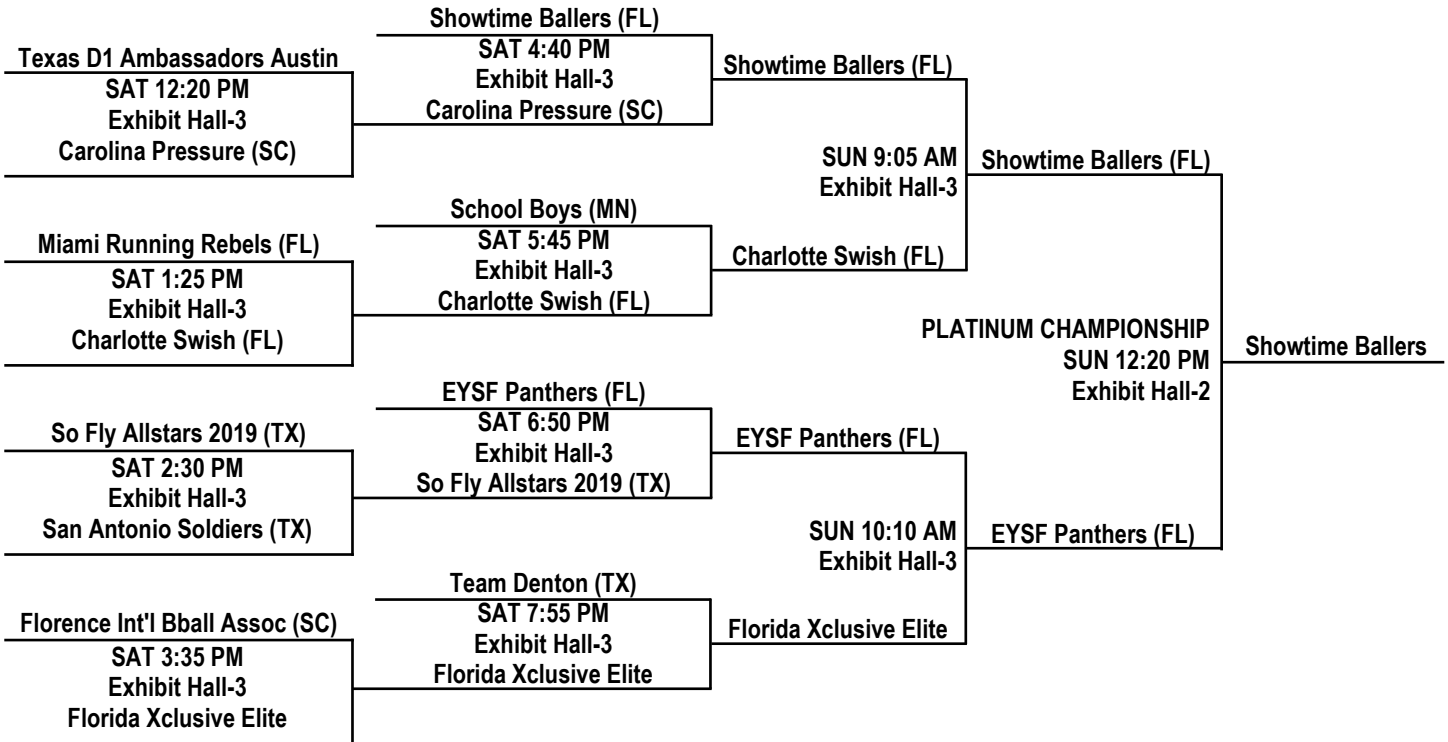 Texas D1 Ambassadors Austin
SAT 12:20 PM
Exhibit Hall-3
Carolina Pressure (SC)
Miami Running Rebels (FL)
SAT 1:25 PM
Exhibit Hall-3
Charlotte Swish (FL)
So Fly Allstars 2019 (TX)
SAT 2:30 PM
Exhibit Hall-3
San Antonio Soldiers (TX)
Florence Int'l Bball Assoc (SC)
SAT 3:35 PM
Exhibit Hall-3
Florida Xclusive Elite
Showtime Ballers (FL)
SAT 4:40 PM
Exhibit Hall-3
Carolina Pressure (SC)
School Boys (MN)
SAT 5:45 PM
Exhibit Hall-3
Charlotte Swish (FL)
EYSF Panthers (FL)
SAT 6:50 PM
Exhibit Hall-3
So Fly Allstars 2019 (TX)
Team Denton (TX)
SAT 7:55 PM
Exhibit Hall-3
Florida Xclusive Elite
Showtime Ballers (FL)
SUN 9:05 AM
Exhibit Hall-3
Charlotte Swish (FL)
EYSF Panthers (FL)
SUN 10:10 AM
Exhibit Hall-3
Florida Xclusive Elite
Showtime Ballers (FL)
PLATINUM CHAMPIONSHIP
SUN 12:20 PM
Exhibit Hall-2
EYSF Panthers (FL)
Showtime Ballers